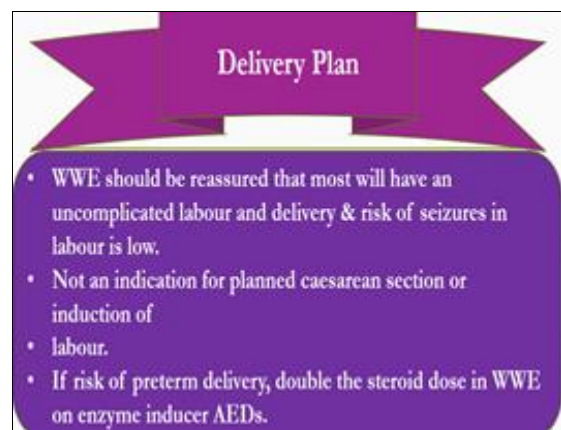 Delivery Plan
• WWE should be reassured that most will have an
uncomplicated labour and delivery & risk of seizures in
labour is low.
• Not an indication for planned caesarean section or
induction of
• labour.
• If risk of preterm delivery, double the steroid dose in WWE
on enzyme inducer AEDs.